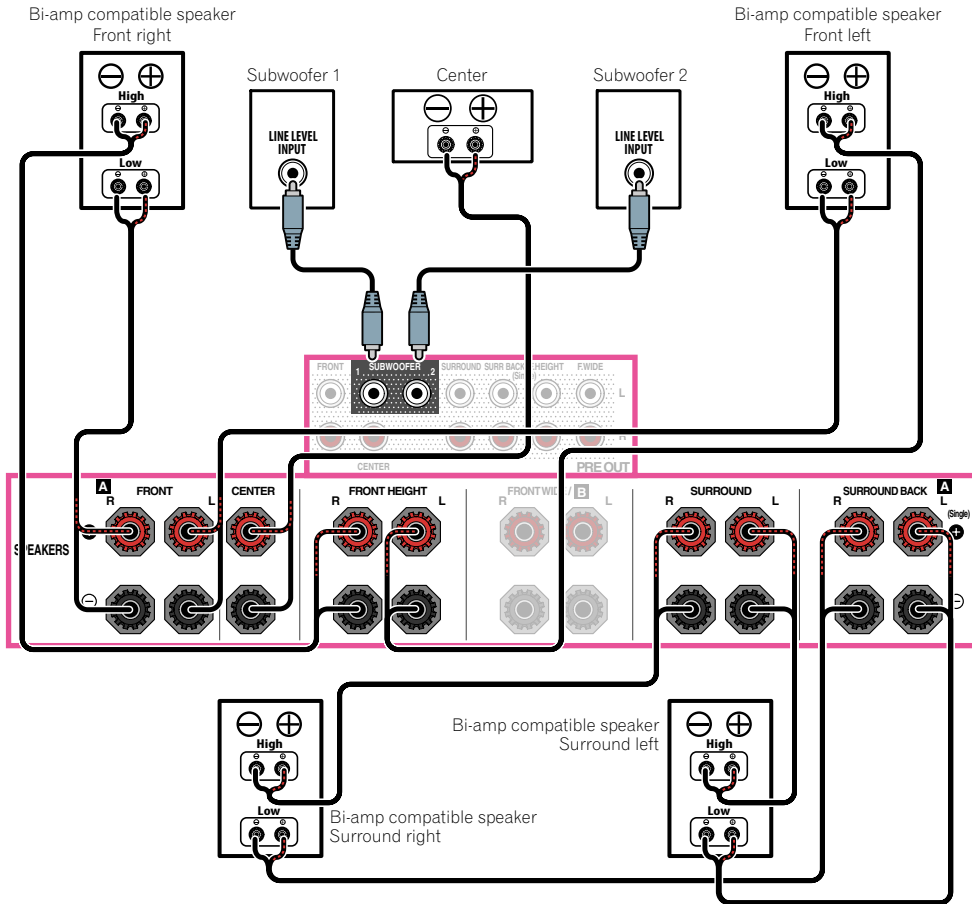 Bi-amp compatible speaker
Front right
Bi-amp compatible speaker
Front left
Subwoofer 1
Center
Subwoofer 2
High
Low
LINE LEVEL
INPUT
LINE LEVEL
INPUT
High
Low
FRONT
SUBWOOFER
1
2
SURROUND
SURR BACK
(Single)
F.HEIGHT
F.WIDE
L
R
CENTER
PRE OUT
A
FRONT
R
L
CENTER
FRONT HEIGHT
R
L
FRONT WIDE / B
R
L
SURROUND
R
L
SURROUND BACK
A
R
L
(Single)
SPEAKERS
Bi-amp compatible speaker
Surround left
High
Low
Bi-amp compatible speaker
Surround right
High
Low